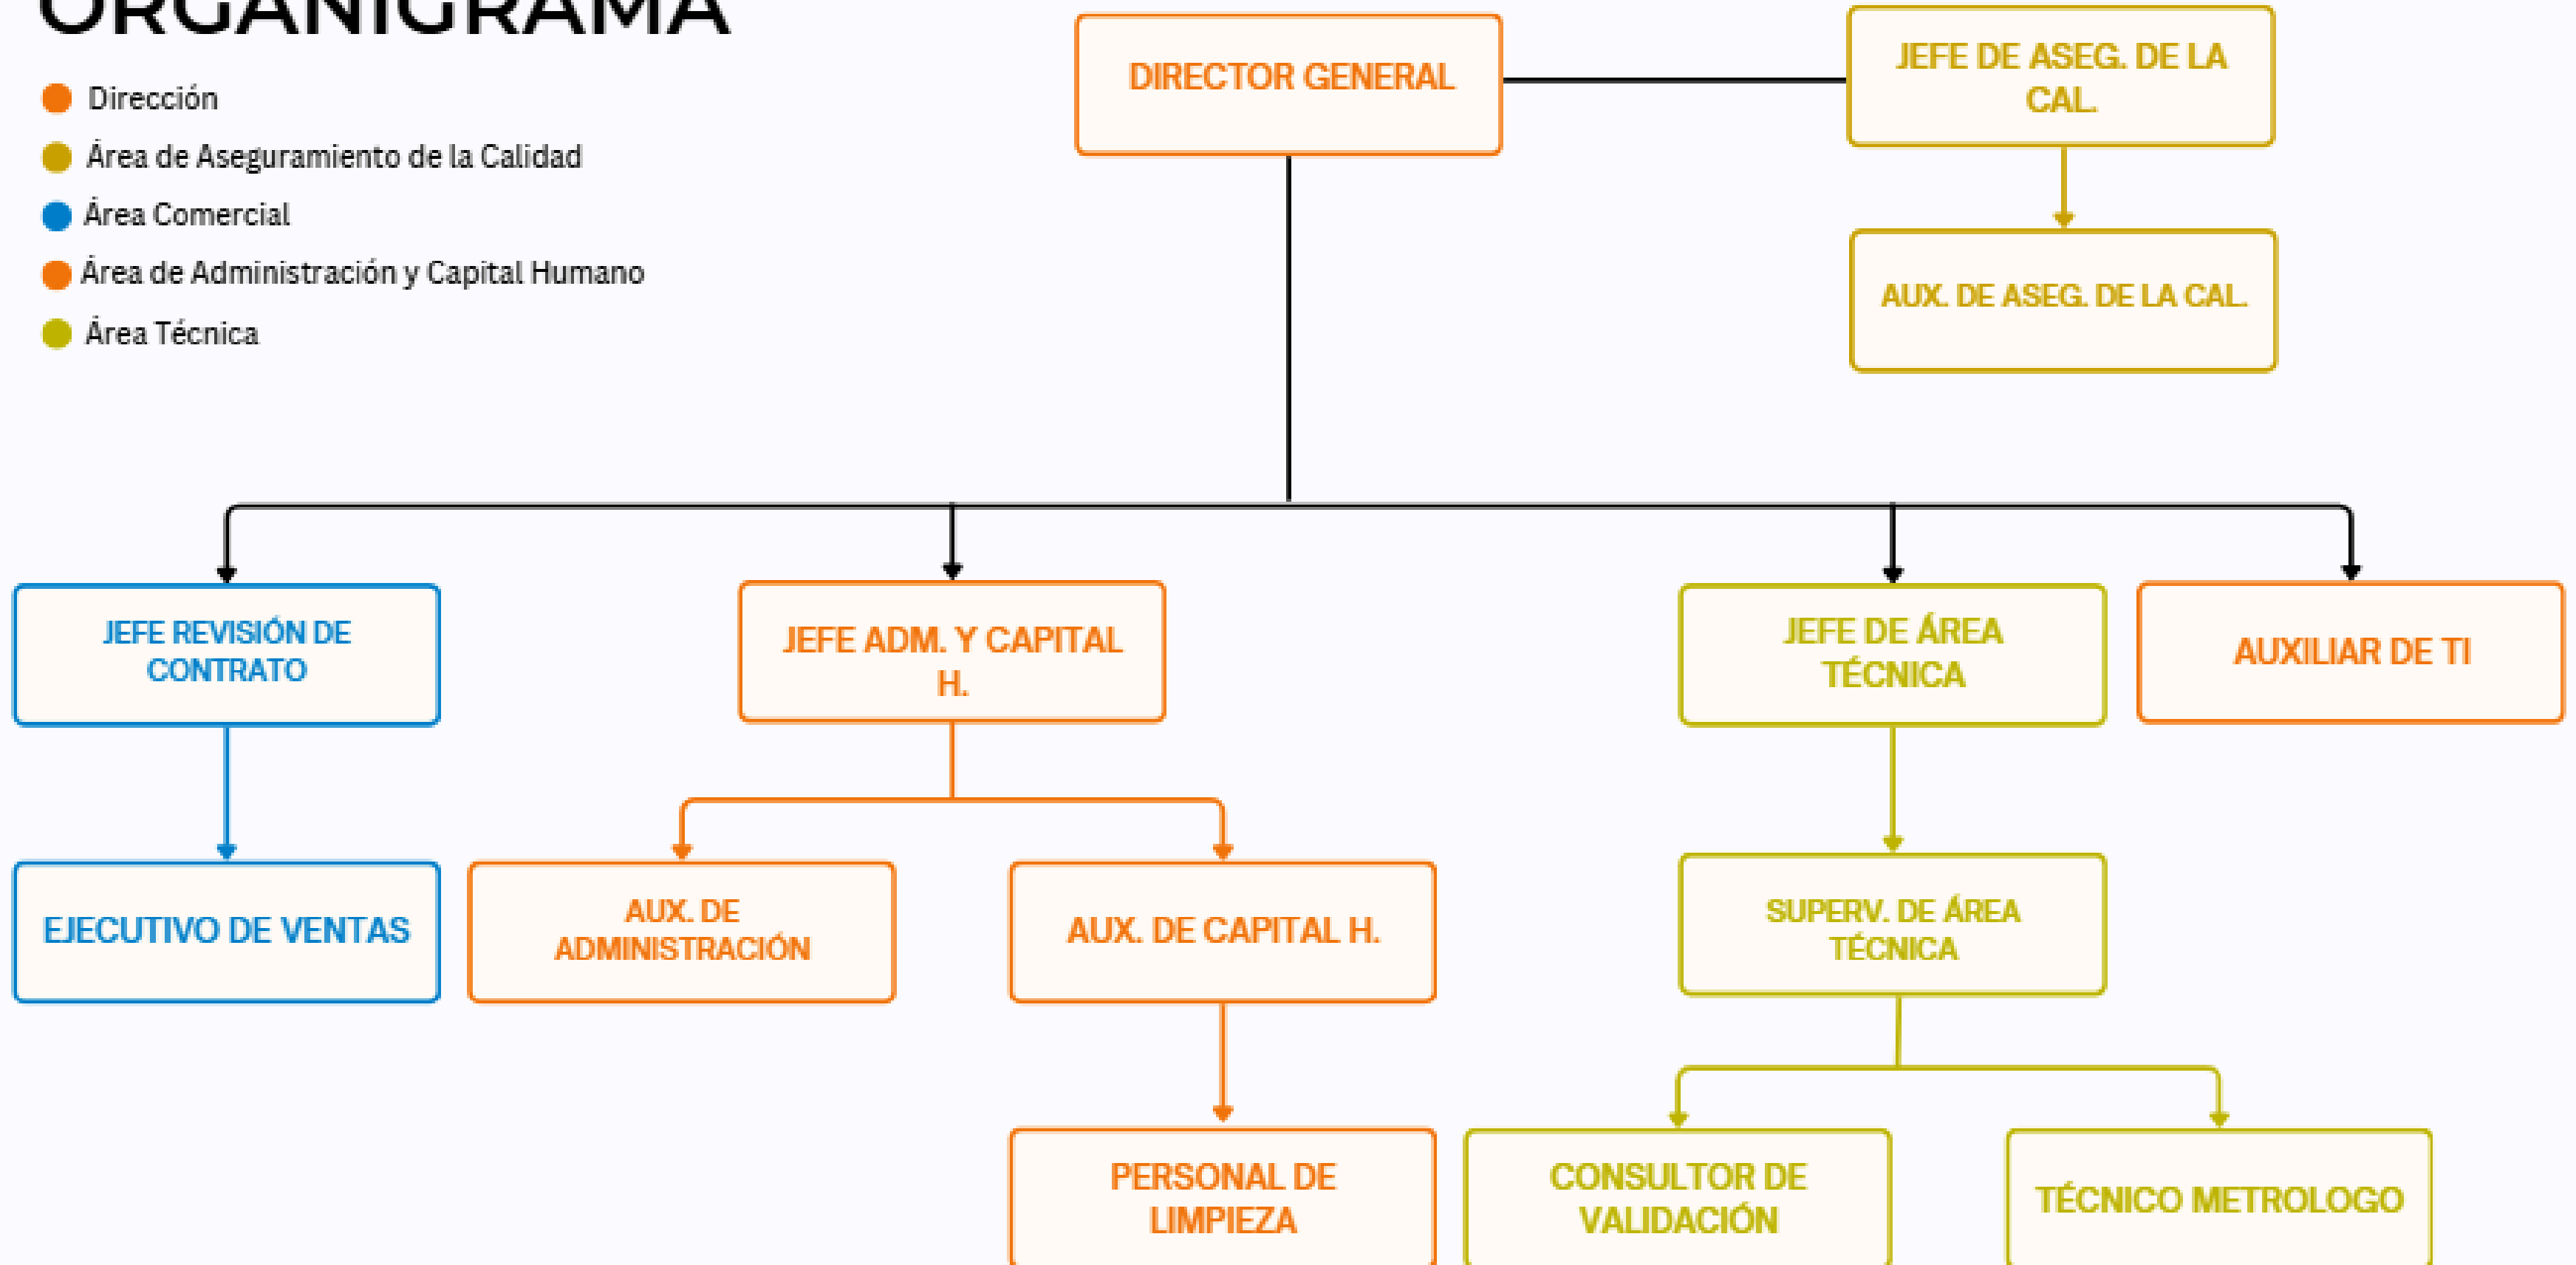 ORGANIGRAMA
Dirección
Área de Aseguramiento de la Calidad
Área Comercial
Área de Administración y Capital Humano
Área Técnica
DIRECTOR GENERAL
JEFE DE ASEG. DE LA
CAL.
AUX. DE ASEG. DE LA CAL.
JEFE REVISIÓN DE
CONTRATO
JEFE ADM. Y CAPITAL
H.
JEFE DE ÁREA
TÉCNICA
AUXILIAR DE TI
EJECUTIVO DE VENTAS
AUX. DE
ADMINISTRACIÓN
AUX. DE CAPITAL H.
SUPERV. DE ÁREA
TÉCNICA
PERSONAL DE
LIMPIEZA
CONSULTOR DE
VALIDACIÓN
TÉCNICO METROLOGO